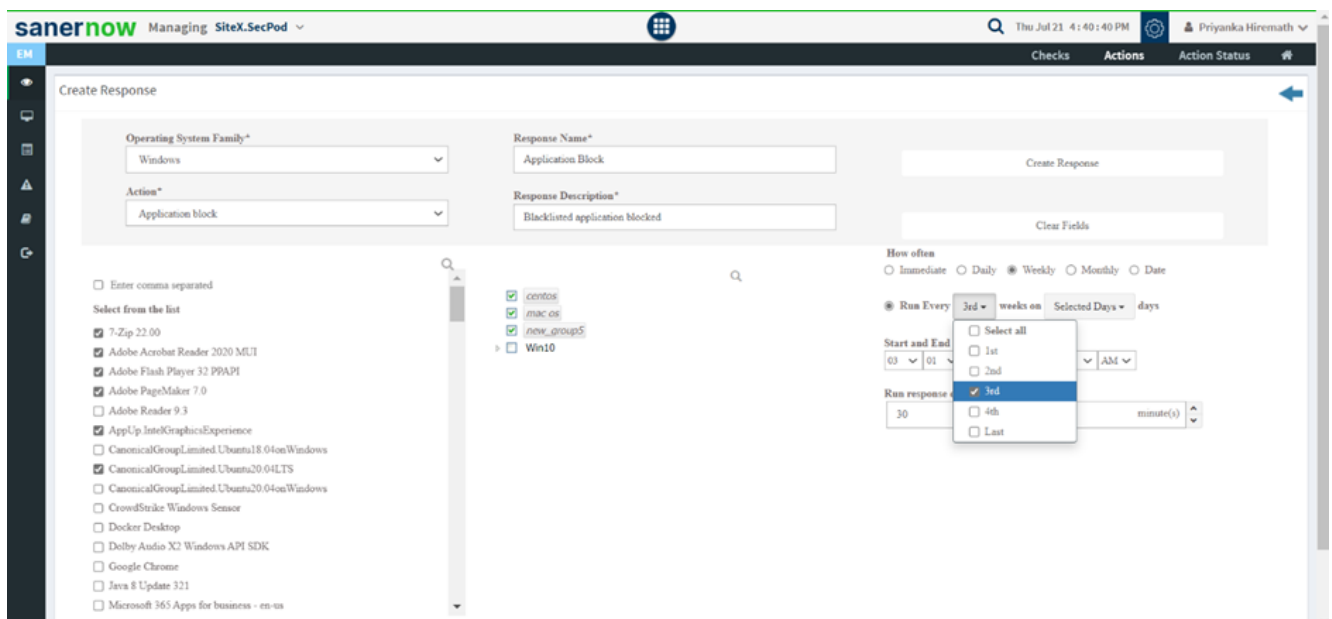 sanernow Managing SiteX.SecPod Thu Jul 21 4:40:40 PM Priyanka Hiremath
EM Checks Actions Action Status
Create Response
Operating System Family*
Windows
Action*
Application block
Response Name*
Application Block
Response Description*
Blacklisted application blocked
Create Response
Clear Fields
Enter comma separated
Select from the list
7-Zip 22.00
Adobe Acrobat Reader 2020 MUI
Adobe Flash Player 32 PPAPI
Adobe PageMaker 7.0
Adobe Reader 9.3
AppUp.IntelGraphicsExperience
CanonicalGroupLimited.Ubuntu18.04onWindows
CanonicalGroupLimited.Ubuntu20.04LTS
CanonicalGroupLimited.Ubuntu20.04onWindows
CrowdStrike Windows Sensor
Docker Desktop
Dolby Audio X2 Windows API SDK
Google Chrome
Java 8 Update 321
Microsoft 365 Apps for business - en-us
centos
mac os
new_group5
Win10
How often
Immediate Daily Weekly Monthly Date
Run Every 3rd weeks on Selected Days days
Select all
1st
2nd
3rd
4th
Last
Start and End
03 01 AM
Run response
30 minute(s)